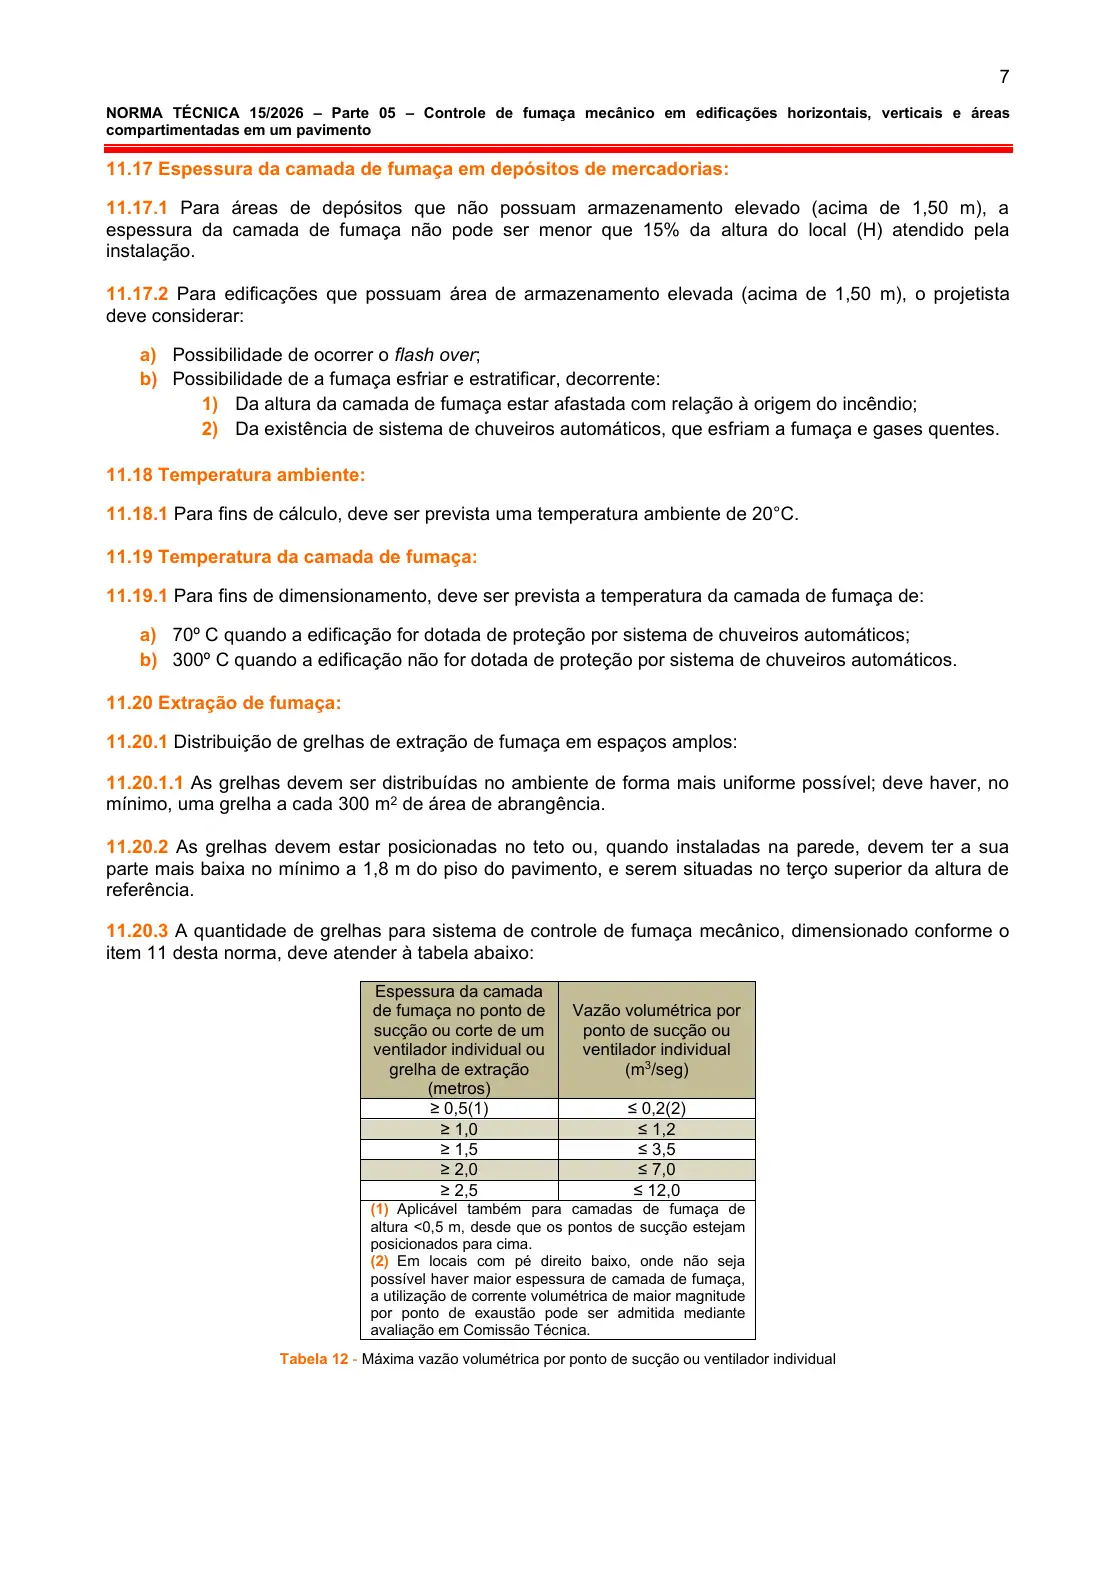 7
NORMA TÉCNICA 15/2026 – Parte 05 – Controle de fumaça mecânico em edificações horizontais, verticais e áreas
compartimentadas em um pavimento
11.17 Espessura da camada de fumaça em depósitos de mercadorias:
11.17.1 Para áreas de depósitos que não possuam armazenamento elevado (acima de 1,50 m), a
espessura da camada de fumaça não pode ser menor que 15% da altura do local (H) atendido pela
instalação.
11.17.2 Para edificações que possuam área de armazenamento elevada (acima de 1,50 m), o projetista
deve considerar:
a) Possibilidade de ocorrer o flash over;
b) Possibilidade de a fumaça esfriar e estratificar, decorrente:
1) Da altura da camada de fumaça estar afastada com relação à origem do incêndio;
2) Da existência de sistema de chuveiros automáticos, que esfriam a fumaça e gases quentes.
11.18 Temperatura ambiente:
11.18.1 Para fins de cálculo, deve ser prevista uma temperatura ambiente de 20°C.
11.19 Temperatura da camada de fumaça:
11.19.1 Para fins de dimensionamento, deve ser prevista a temperatura da camada de fumaça de:
a) 70º C quando a edificação for dotada de proteção por sistema de chuveiros automáticos;
b) 300º C quando a edificação não for dotada de proteção por sistema de chuveiros automáticos.
11.20 Extração de fumaça:
11.20.1 Distribuição de grelhas de extração de fumaça em espaços amplos:
11.20.1.1 As grelhas devem ser distribuídas no ambiente de forma mais uniforme possível; deve haver, no
mínimo, uma grelha a cada 300 m² de área de abrangência.
11.20.2 As grelhas devem estar posicionadas no teto ou, quando instaladas na parede, devem ter a sua
parte mais baixa no mínimo a 1,8 m do piso do pavimento, e serem situadas no terço superior da altura de
referência.
11.20.3 A quantidade de grelhas para sistema de controle de fumaça mecânico, dimensionado conforme o
item 11 desta norma, deve atender à tabela abaixo:
Espessura da camada
de fumaça no ponto de
sucção ou corte de um
ventilador individual ou
grelha de extração
(metros)
Vazão volumétrica por
ponto de sucção ou
ventilador individual
(m³/seg)
≥ 0,5(1) ≤ 0,2(2)
≥ 1,0 ≤ 1,2
≥ 1,5 ≤ 3,5
≥ 2,0 ≤ 7,0
≥ 2,5 ≤ 12,0
(1) Aplicável também para camadas de fumaça de
altura <0,5 m, desde que os pontos de sucção estejam
posicionados para cima.
(2) Em locais com pé direito baixo, onde não seja
possível haver maior espessura de camada de fumaça,
a utilização de corrente volumétrica de maior magnitude
por ponto de exaustão pode ser admitida mediante
avaliação em Comissão Técnica.
Tabela 12 - Máxima vazão volumétrica por ponto de sucção ou ventilador individual